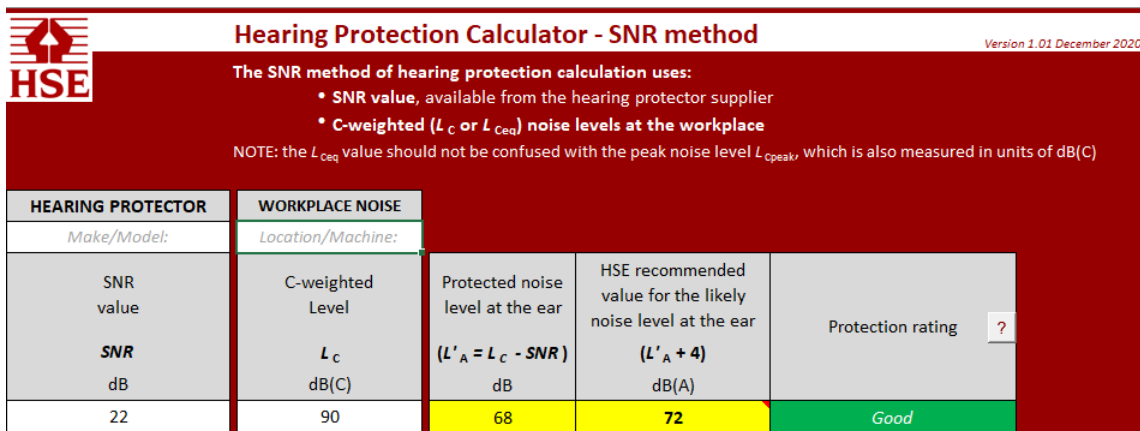 HSE
Hearing Protection Calculator - SNR method
Version 1.01 December 2020
The SNR method of hearing protection calculation uses:
• SNR value, available from the hearing protector supplier
• C-weighted (L C or L Ceq) noise levels at the workplace
NOTE: the L Ceq value should not be confused with the peak noise level L Cpeak, which is also measured in units of dB(C)
HEARING PROTECTOR
WORKPLACE NOISE
Make/Model:
Location/Machine:
SNR
value
SNR
dB
C-weighted
Level
L C
dB(C)
Protected noise
level at the ear
(L' A = L C - SNR )
dB
HSE recommended
value for the likely
noise level at the ear
(L' A + 4)
dB(A)
Protection rating
?
22
90
68
72
Good